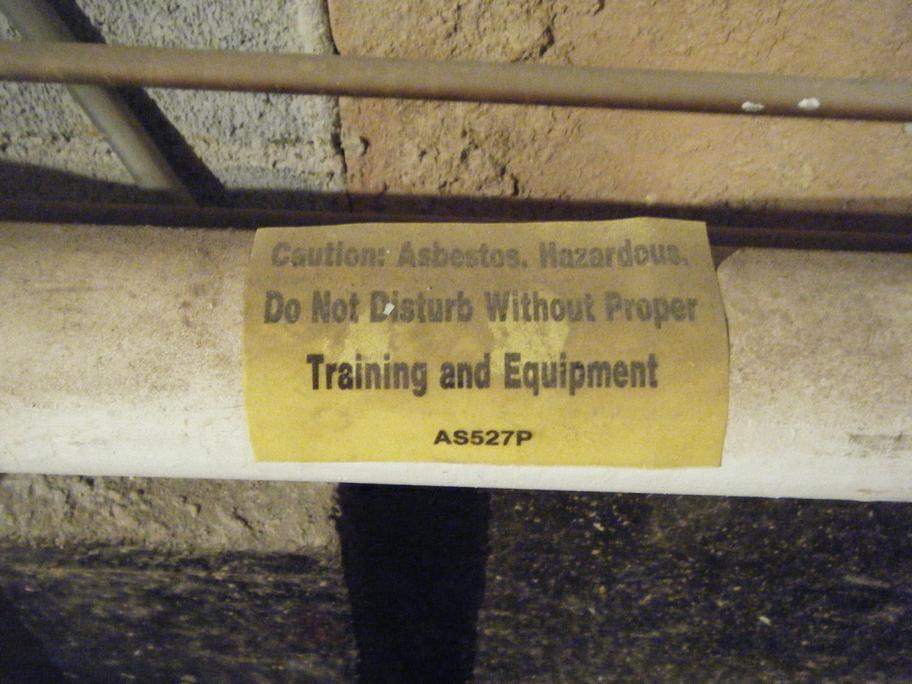 Caution: Asbestos. Hazardous.
Do Not Disturb Without Proper
Training and Equipment
AS527P